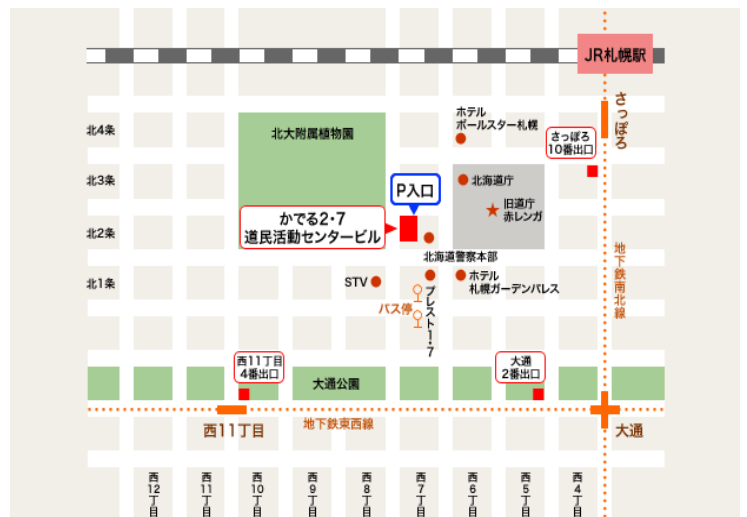 JR札幌駅
さっぽろ
ホテル
ポールスター札幌
さっぽろ
10番出口
北4条
北大附属植物園
北3条
P入口
北海道庁
旧道庁
赤レンガ
かでる2・7
道民活動センタービル
北2条
北海道警察本部
地下鉄南北線
北1条
STV
ホテル
札幌ガーデンパレス
バス停
プレスト1・7
西11丁目
4番出口
大通公園
大通
2番出口
西11丁目
地下鉄東西線
大通
西12丁目
西11丁目
西10丁目
西9丁目
西8丁目
西7丁目
西6丁目
西5丁目
西4丁目